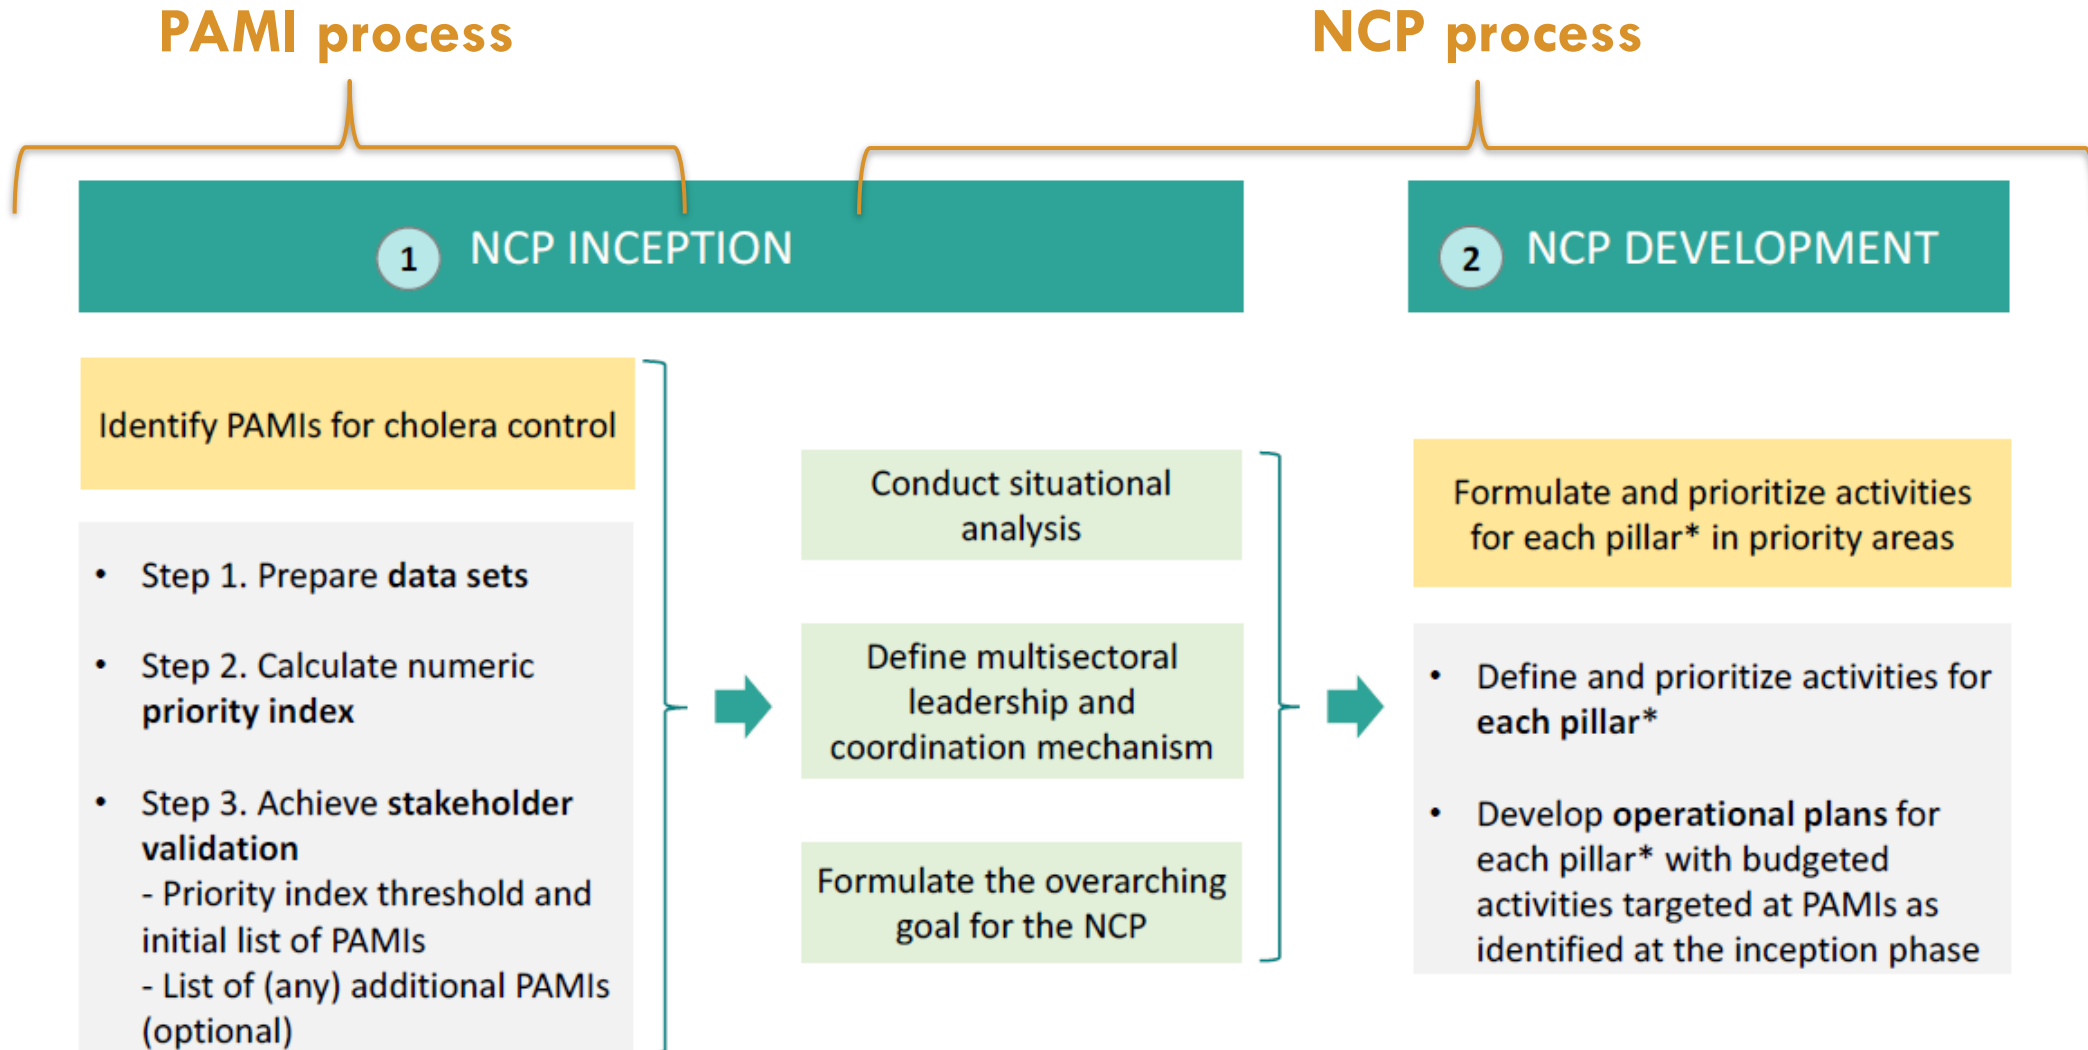 PAMI process
NCP process
1 NCP INCEPTION
2 NCP DEVELOPMENT
Identify PAMIs for cholera control
• Step 1. Prepare data sets
• Step 2. Calculate numeric
priority index
• Step 3. Achieve stakeholder
validation
- Priority index threshold and
initial list of PAMIs
- List of (any) additional PAMIs
(optional)
Conduct situational
analysis
Define multisectoral
leadership and
coordination mechanism
Formulate the overarching
goal for the NCP
Formulate and prioritize activities
for each pillar* in priority areas
• Define and prioritize activities for
each pillar*
• Develop operational plans for
each pillar* with budgeted
activities targeted at PAMIs as
identified at the inception phase